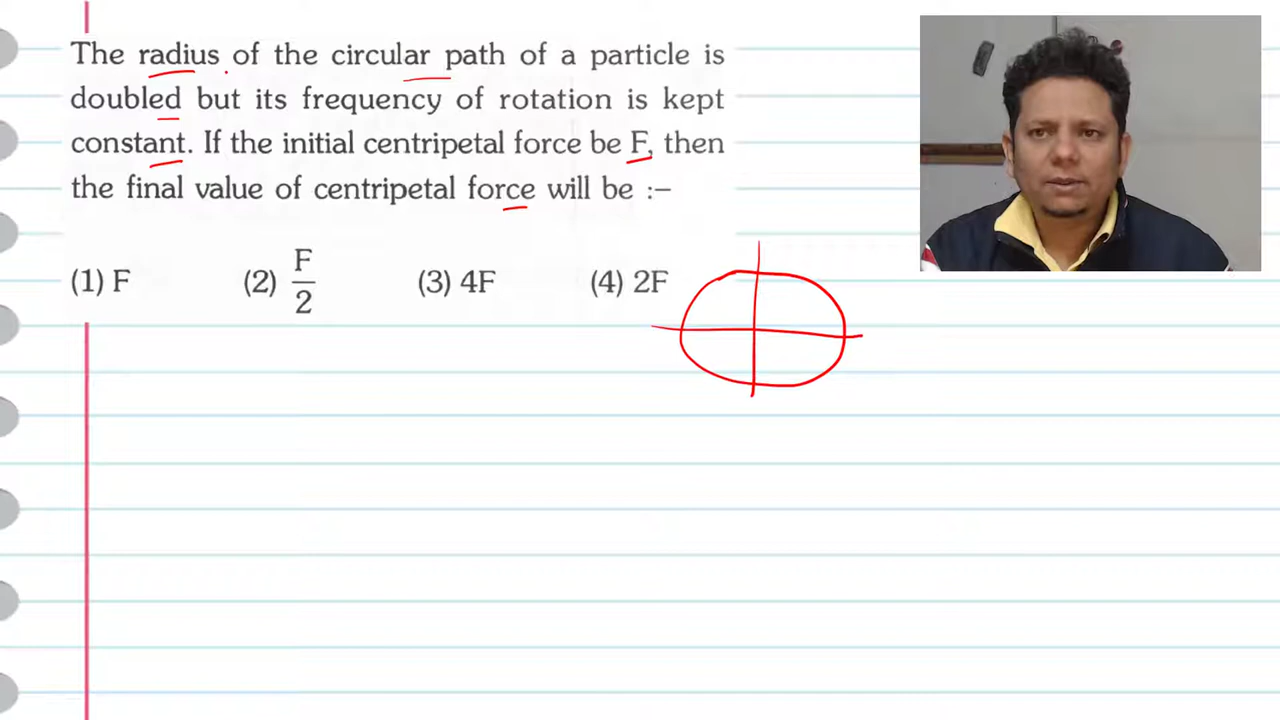 The radius of the circular path of a particle is
doubled but its frequency of rotation is kept
constant. If the initial centripetal force be F, then
the final value of centripetal force will be :–
(1) F (2) F/2 (3) 4F (4) 2F